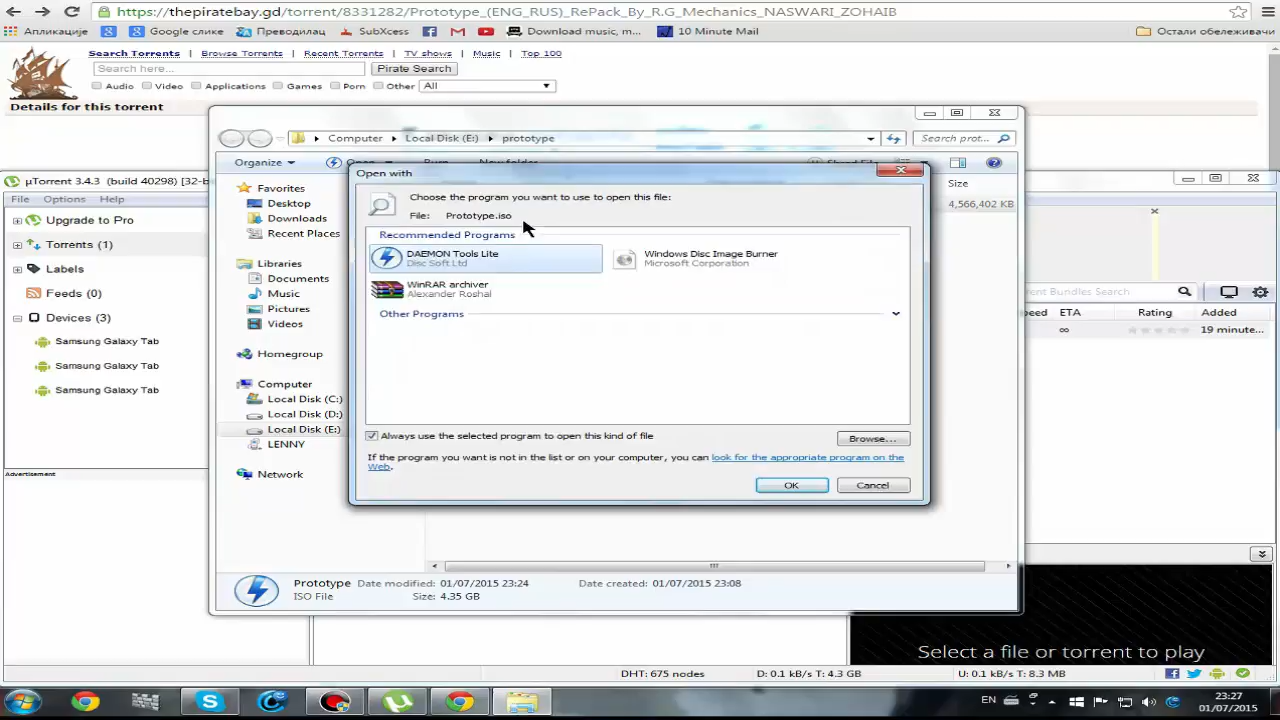 https://thepiratebay.gd/torrent/8331282/Prototype_(ENG_RUS)_RePack_By_R.G_Mechanics_NASWARI_ZOHAIB
Апликације Google слике Преводилац SubXcess Download music, m... 10 Minute Mail Остали обележивачи
Search Torrents Browse Torrents Recent Torrents TV shows Music Top 100
Search here... Pirate Search
Audio Video Applications Games Porn Other All
Details for this torrent
Computer Local Disk (E:) prototype Search prot...
Organize
µTorrent 3.4.3 (build 40298) [32-b
File Options Help
Upgrade to Pro
Torrents (1)
Labels
Feeds (0)
Devices (3)
Samsung Galaxy Tab
Samsung Galaxy Tab
Samsung Galaxy Tab
Advertisement
Favorites
Desktop
Downloads
Recent Places
Libraries
Documents
Music
Pictures
Videos
Homegroup
Computer
Local Disk (C:)
Local Disk (D:)
Local Disk (E:)
LENNY
Network
Open with
Choose the program you want to use to open this file:
File: Prototype.iso
Recommended Programs
DAEMON Tools Lite
Disc Soft Ltd
Windows Disc Image Burner
Microsoft Corporation
WinRAR archiver
Alexander Roshal
Other Programs
Always use the selected program to open this kind of file
Browse...
If the program you want is not in the list or on your computer, you can look for the appropriate program on the
Web.
OK Cancel
Size
4,566,402 KB
Bundles Search
ETA Rating Added
∞ 19 minute...
Prototype Date modified: 01/07/2015 23:24 Date created: 01/07/2015 23:08
ISO File Size: 4.35 GB
Select a file or torrent to play
DHT: 675 nodes D: 0.1 kB/s T: 4.3 GB U: 0.1 kB/s T: 8.3 MB
EN
23:27
01/07/2015